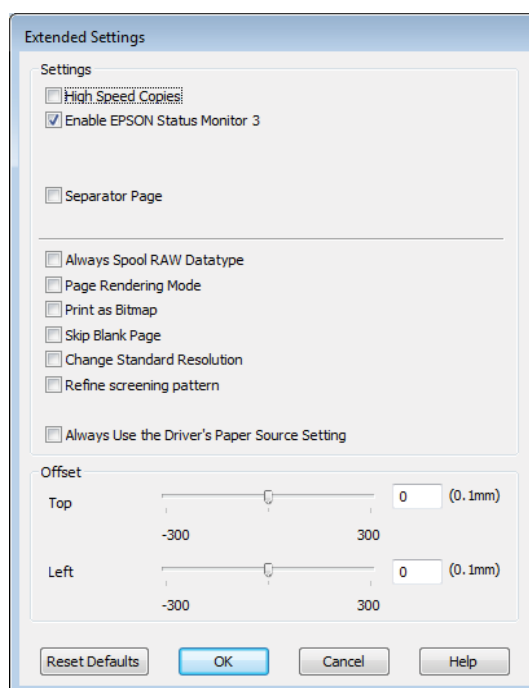 Extended Settings
Settings
High Speed Copies
Enable EPSON Status Monitor 3
Separator Page
Always Spool RAW Datatype
Page Rendering Mode
Print as Bitmap
Skip Blank Page
Change Standard Resolution
Refine screening pattern
Always Use the Driver's Paper Source Setting
Offset
Top 0 (0.1mm)
-300 300
Left 0 (0.1mm)
-300 300
Reset Defaults OK Cancel Help